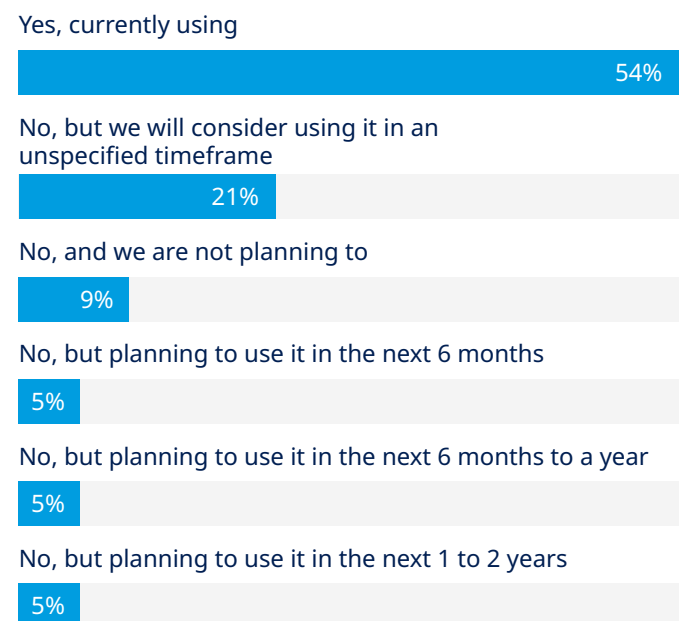 Yes, currently using
54%
No, but we will consider using it in an
unspecified timeframe
21%
No, and we are not planning to
9%
No, but planning to use it in the next 6 months
5%
No, but planning to use it in the next 6 months to a year
5%
No, but planning to use it in the next 1 to 2 years
5%